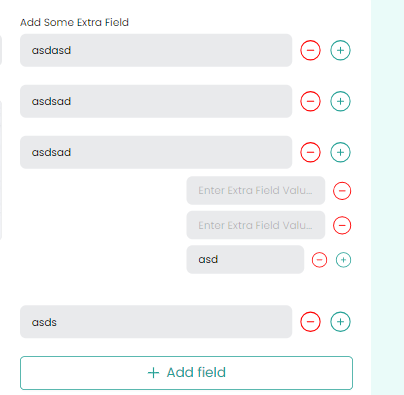 Add Some Extra Field
asdasd
asdsad
asdsad
Enter Extra Field Valu...
Enter Extra Field Valu...
asd
asds
+ Add field